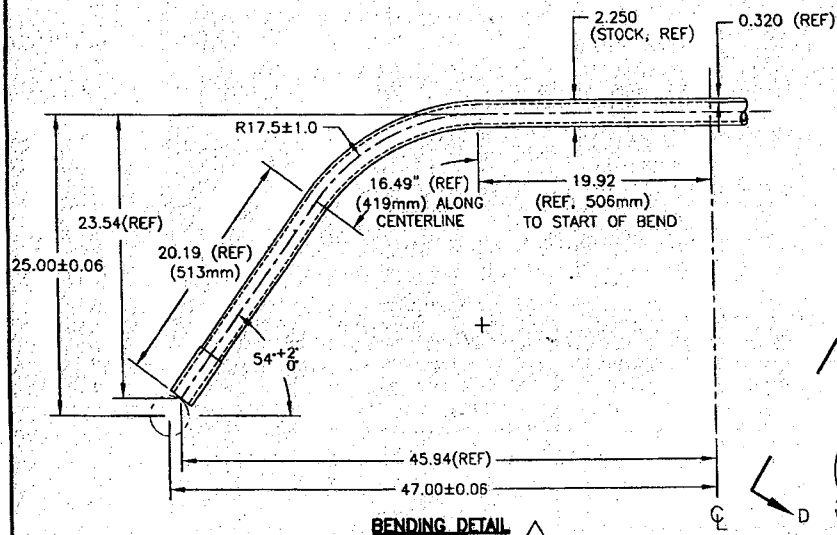 2.250
(STOCK, REF)
0.320 (REF)
R17.5±1.0
16.49" (REF)
(419mm) ALONG
CENTERLINE
19.92
(REF, 506mm)
TO START OF BEND
23.54(REF)
20.19 (REF)
(513mm)
25.00±0.06
54°+2°
0°
45.94(REF)
47.00±0.06
BENDING DETAIL
℄
D